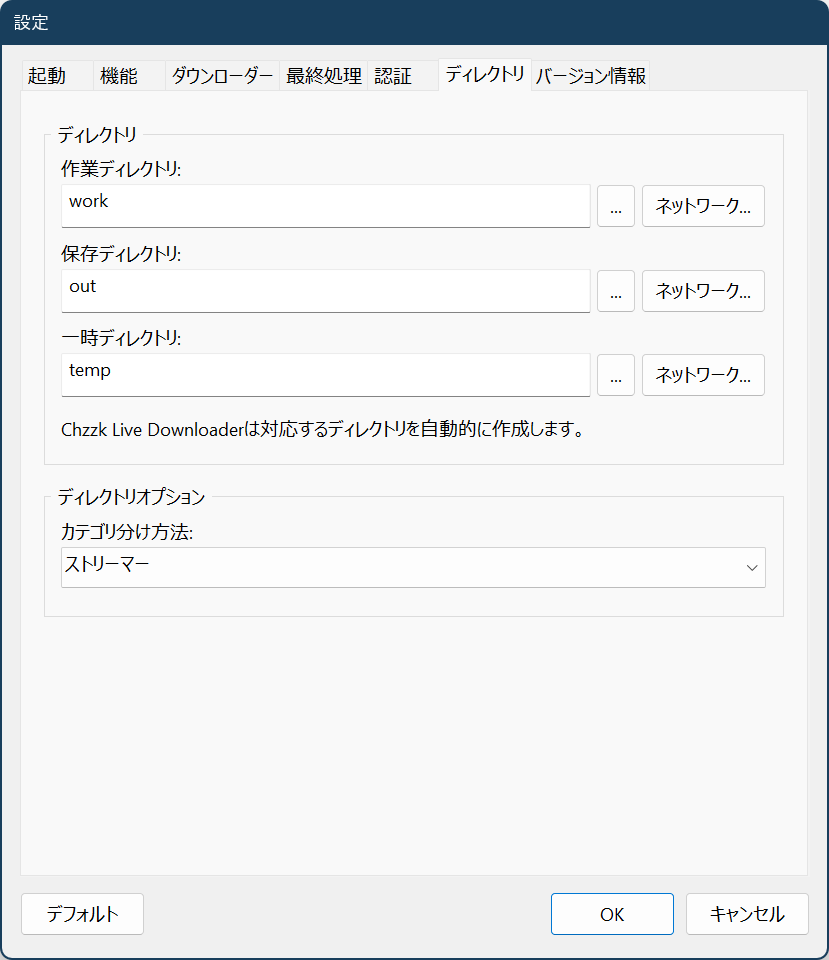 設定
起動 機能 ダウンローダー 最終処理 認証 ディレクトリ バージョン情報
ディレクトリ
作業ディレクトリ:
work ... ネットワーク...
保存ディレクトリ:
out ... ネットワーク...
一時ディレクトリ:
temp ... ネットワーク...
Chzzk Live Downloaderは対応するディレクトリを自動的に作成します。
ディレクトリオプション
カテゴリ分け方法:
ストリーマー
デフォルト OK キャンセル